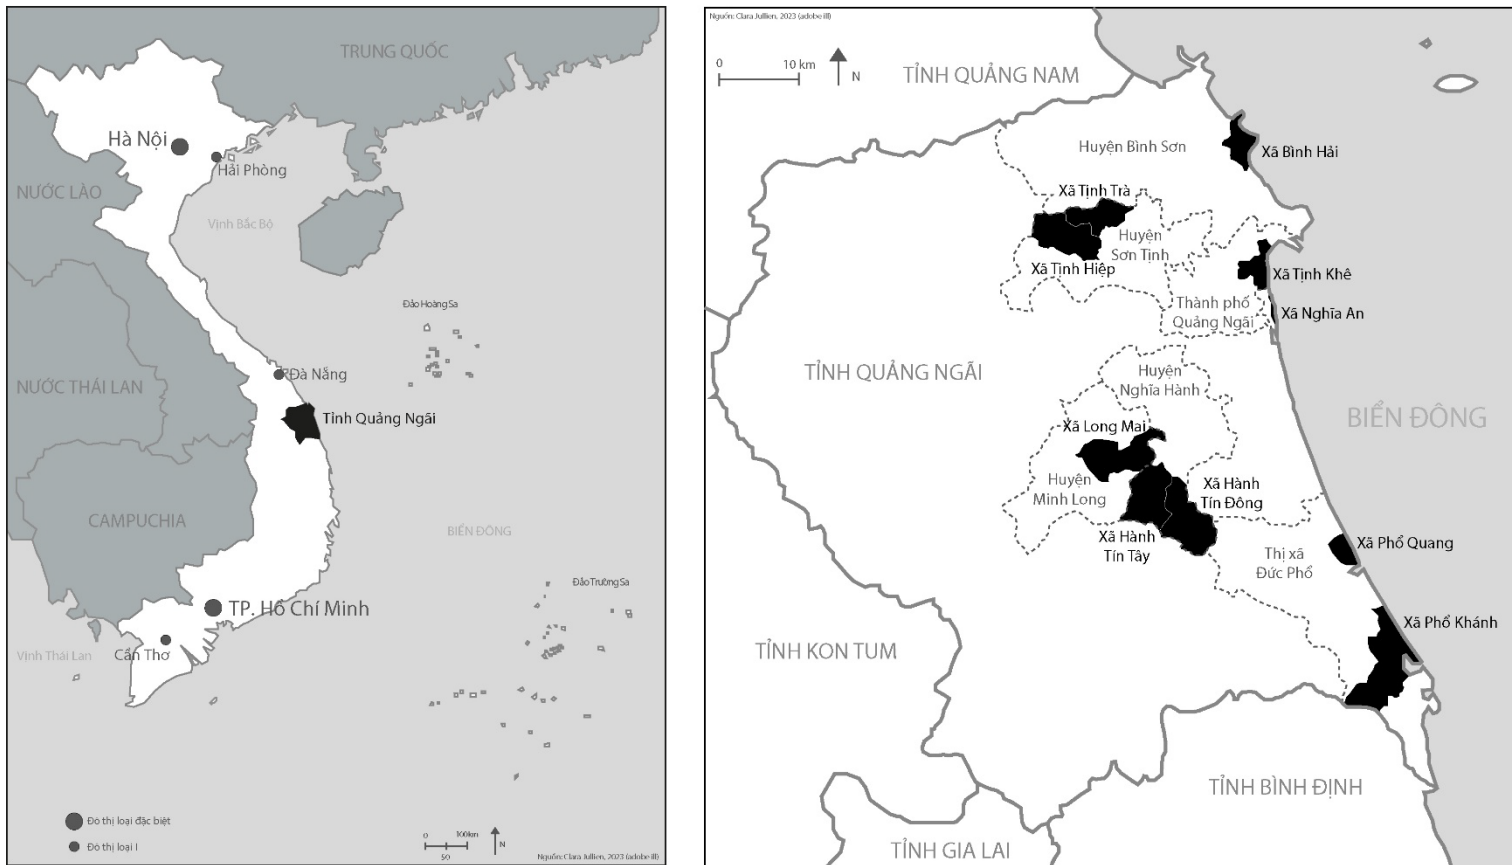 TRUNG QUỐC
Hà Nội
Hải Phòng
NƯỚC LÀO
Vịnh Bắc Bộ
Đảo Hoàng Sa
Đà Nẵng
NƯỚC THÁI LAN
Tỉnh Quảng Ngãi
CAMPUCHIA
BIỂN ĐÔNG
Đảo Trường Sa
TP. Hồ Chí Minh
Vịnh Thái Lan
Cần Thơ
Đô thị loại đặc biệt
Đô thị loại I
0 100km
50
N
Nguồn: Clara Jullien, 2023 (adobe ill)
Nguồn: Clara Jullien, 2023 (adobe ill)
0 10 km
N
TỈNH QUẢNG NAM
Huyện Bình Sơn
Xã Bình Hải
Xã Tịnh Trà
Huyện
Sơn Tịnh
Xã Tịnh Hiệp
Xã Tịnh Khê
Thành phố
Quảng Ngãi
Xã Nghĩa An
TỈNH QUẢNG NGÃI
Huyện
Nghĩa Hành
BIỂN ĐÔNG
Xã Long Mai
Huyện
Minh Long
Xã Hành
Tín Đông
Xã Hành
Tín Tây
Xã Phổ Quang
Thị xã
Đức Phổ
Xã Phổ Khánh
TỈNH KON TUM
TỈNH BÌNH ĐỊNH
TỈNH GIA LAI